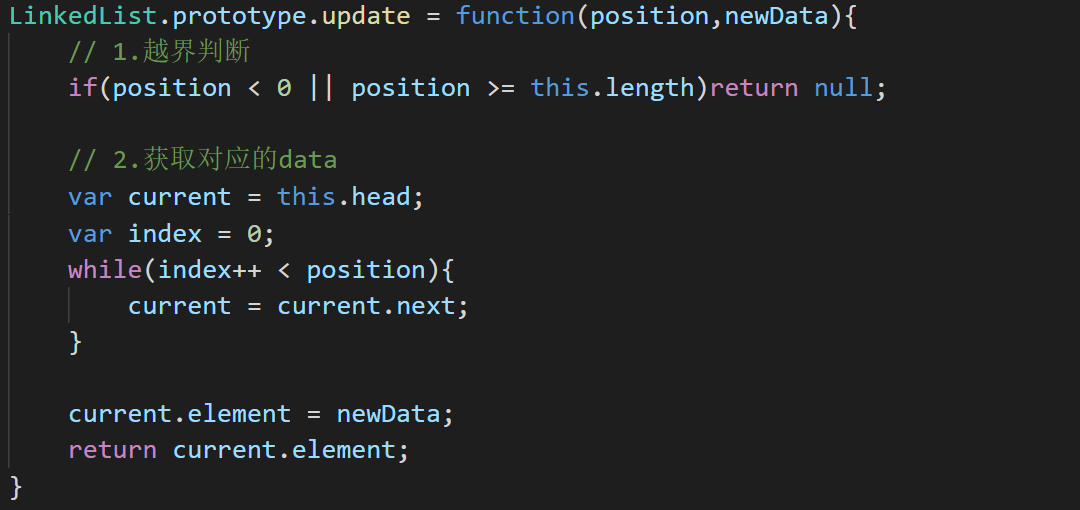 LinkedList.prototype.update = function(position,newData){
// 1.越界判断
if(position < 0 || position >= this.length)return null;
// 2.获取对应的data
var current = this.head;
var index = 0;
while(index++ < position){
current = current.next;
}
current.element = newData;
return current.element;
}